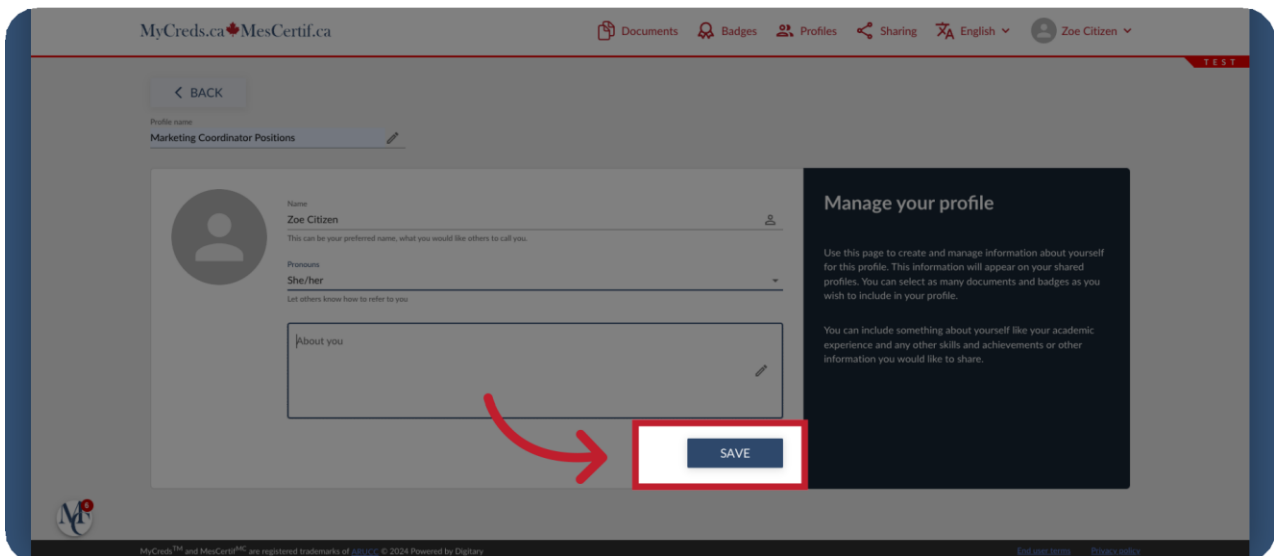 MyCreds.ca MesCertif.ca
Documents
Badges
Profiles
Sharing
English
Zoe Citizen
TEST
BACK
Profile name
Marketing Coordinator Positions
Name
Zoe Citizen
This can be your preferred name, what you would like others to call you.
Pronouns
She/her
Let others know how to refer to you
About you
SAVE
Manage your profile
Use this page to create and manage information about yourself
for this profile. This information will appear on your shared
profiles. You can select as many documents and badges as you
wish to include in your profile.
You can include something about yourself like your academic
experience and any other skills and achievements or other
information you would like to share.
MC
6
MyCreds™ and MesCertif^MC are registered trademarks of ARUCC © 2024 Powered by Digitary
End user terms
Privacy policy